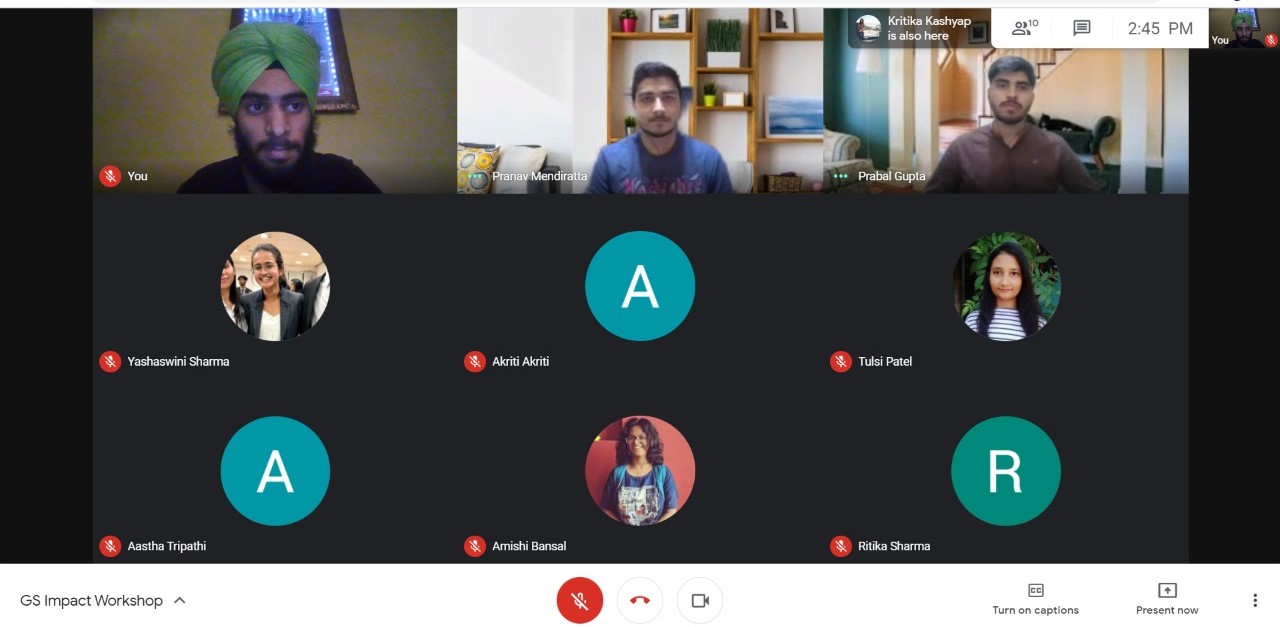 Kritika Kashyap
is also here
10
2:45 PM
You
You
Pranav Mendiratta
Prabal Gupta
Yashaswini Sharma
A
Akriti Akriti
Tulsi Patel
A
Aastha Tripathi
Amishi Bansal
R
Ritika Sharma
GS Impact Workshop
CC
Turn on captions
Present now